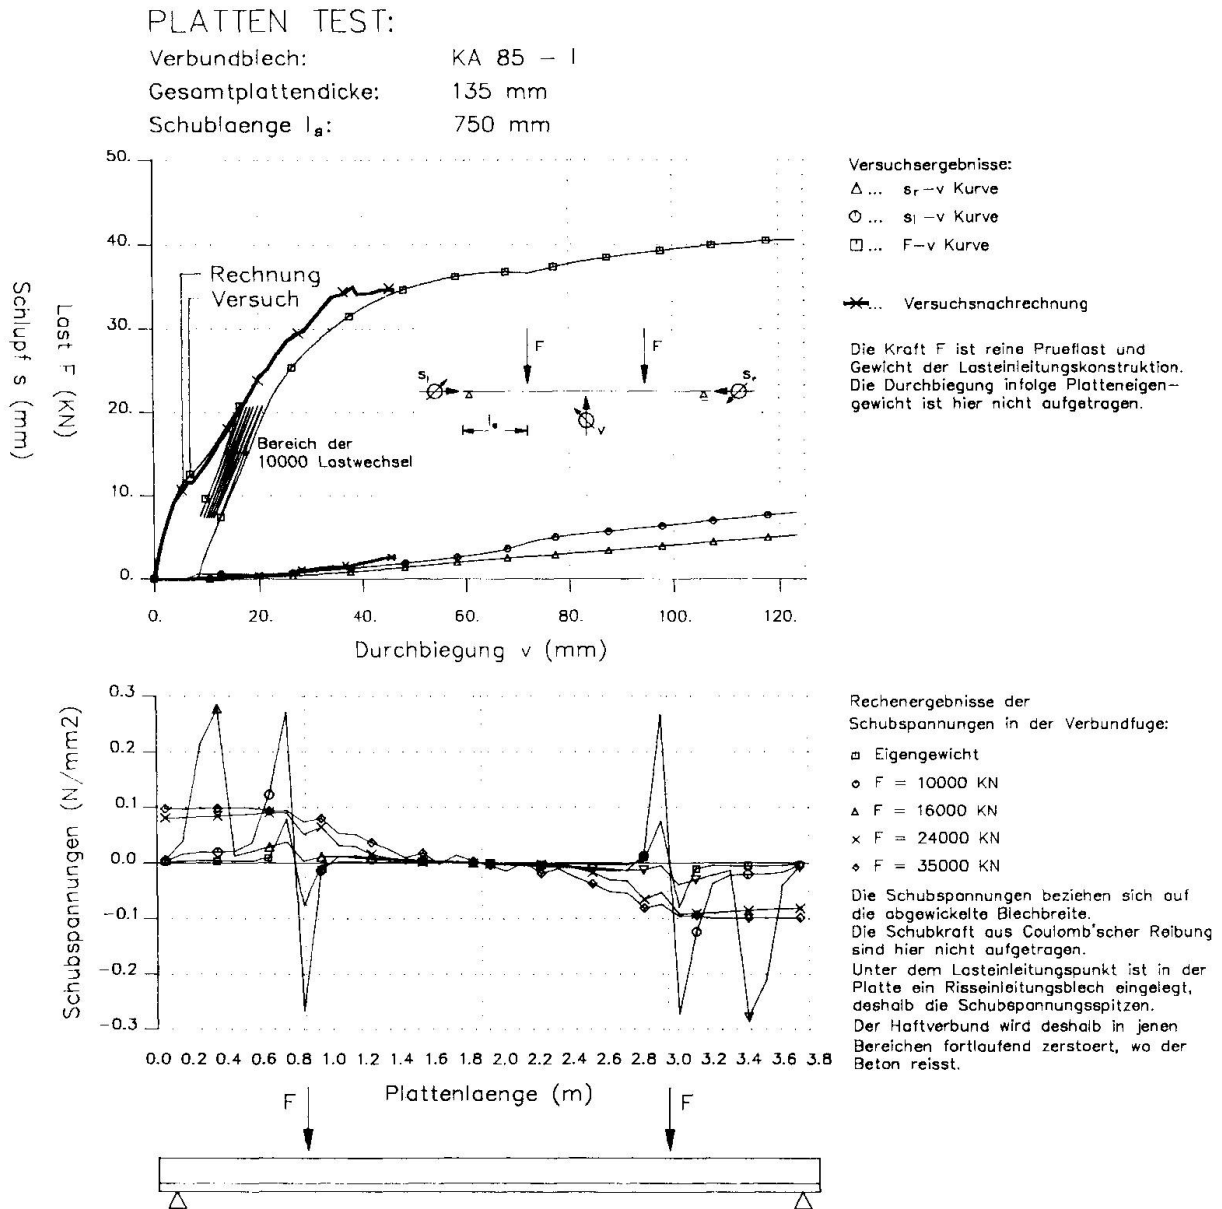 PLATTEN TEST:
Verbundblech: KA 85 - I
Gesamtplattendicke: 135 mm
Schublaenge ls: 750 mm
50.
40.
30.
20.
10.
0.
Schlupf s (mm)
Last F (KN)
Rechnung
Versuch
Bereich der
10000 Lastwechsel
F
F
sl
sr
ls
v
0. 20. 40. 60. 80. 100. 120.
Durchbiegung v (mm)
Versuchsergebnisse:
△ ... sr-v Kurve
○ ... sl-v Kurve
□ ... F-v Kurve
✕ ... Versuchsnachrechnung
Die Kraft F ist reine Prueflast und
Gewicht der Lasteinleitungskonstruktion.
Die Durchbiegung infolge Platteneigen-
gewicht ist hier nicht aufgetragen.
0.3
0.2
0.1
0.0
-0.1
-0.2
-0.3
Schubspannungen (N/mm2)
0.0 0.2 0.4 0.6 0.8 1.0 1.2 1.4 1.6 1.8 2.0 2.2 2.4 2.6 2.8 3.0 3.2 3.4 3.6 3.8
Plattenlaenge (m)
Rechenergebnisse der
Schubspannungen in der Verbundfuge:
□ Eigengewicht
○ F = 10000 KN
△ F = 16000 KN
× F = 24000 KN
◇ F = 35000 KN
Die Schubspannungen beziehen sich auf
die abgewickelte Blechbreite.
Die Schubkraft aus Coulomb'scher Reibung
sind hier nicht aufgetragen.
Unter dem Lasteinleitungspunkt ist in der
Platte ein Risseinleitungsblech eingelegt,
deshalb die Schubspannungsspitzen.
Der Haftverbund wird deshalb in jenen
Bereichen fortlaufend zerstoert, wo der
Beton reisst.
F
F